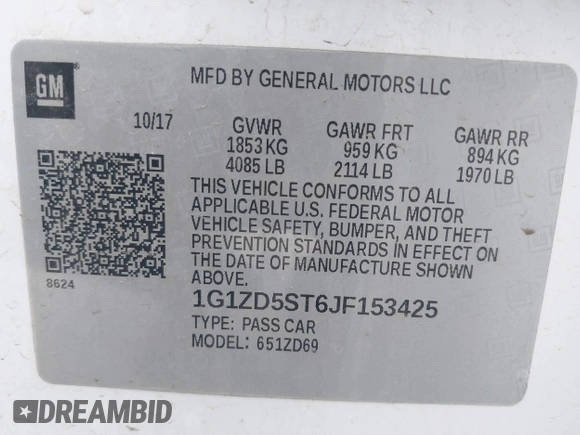 GM
MFD BY GENERAL MOTORS LLC
10/17
GVWR GAWR FRT GAWR RR
1853 KG 959 KG 894 KG
4085 LB 2114 LB 1970 LB
THIS VEHICLE CONFORMS TO ALL
APPLICABLE U.S. FEDERAL MOTOR
VEHICLE SAFETY, BUMPER, AND THEFT
PREVENTION STANDARDS IN EFFECT ON
THE DATE OF MANUFACTURE SHOWN
ABOVE.
8624
1G1ZD5ST6JF153425
TYPE: PASS CAR
MODEL: 651ZD69
DREAMBID